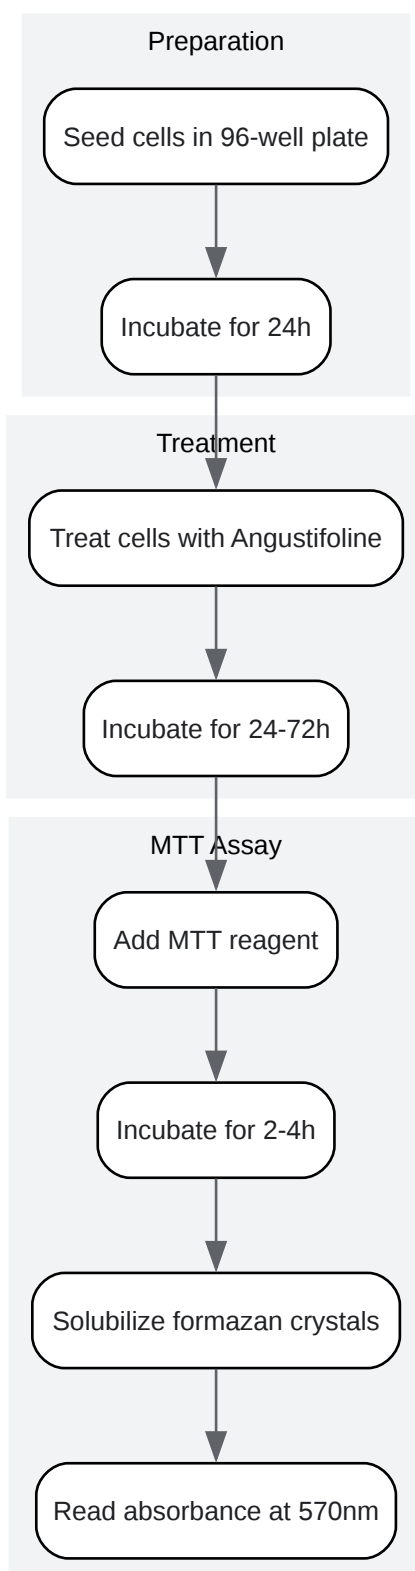 Preparation
Seed cells in 96-well plate
Incubate for 24h
Treatment
Treat cells with Angustifoline
Incubate for 24-72h
MTT Assay
Add MTT reagent
Incubate for 2-4h
Solubilize formazan crystals
Read absorbance at 570nm